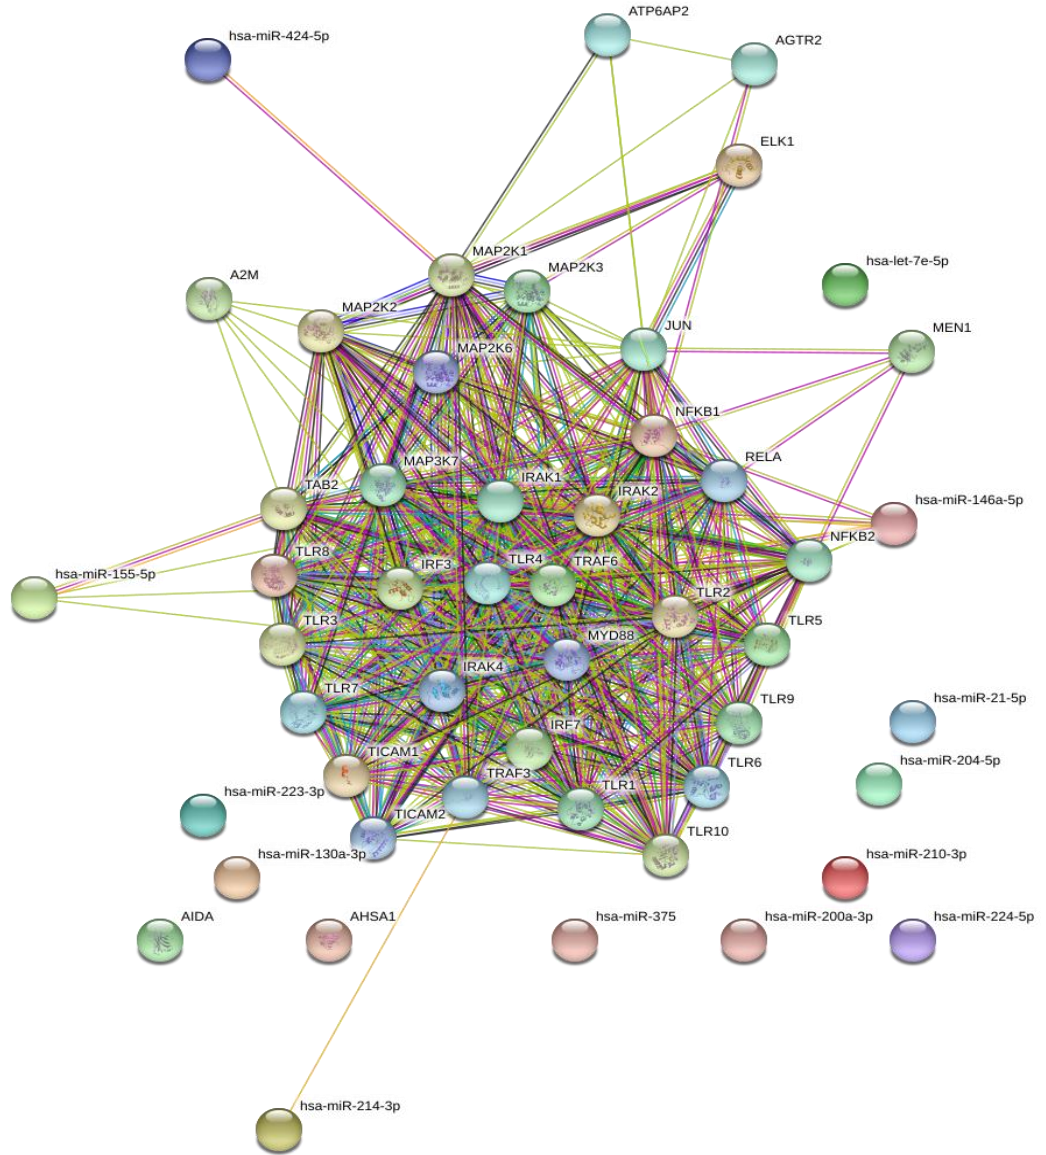 ATP6AP2
hsa-miR-424-5p
AGTR2
ELK1
MAP2K1
hsa-let-7e-5p
MAP2K3
A2M
MAP2K2
JUN
MEN1
MAP2K6
NFKB1
RELA
MAP3K7
IRAK1
TAB2
IRAK2
hsa-miR-146a-5p
NFKB2
TLR8
TLR4
TRAF6
IRF3
hsa-miR-155-5p
TLR2
TLR3
TLR5
MYD88
IRAK4
TLR7
TLR9
hsa-miR-21-5p
IRF7
TICAM1
hsa-miR-204-5p
TLR6
TRAF3
TLR1
hsa-miR-223-3p
TICAM2
TLR10
hsa-miR-130a-3p
hsa-miR-210-3p
AIDA
AHSA1
hsa-miR-375
hsa-miR-200a-3p
hsa-miR-224-5p
hsa-miR-214-3p